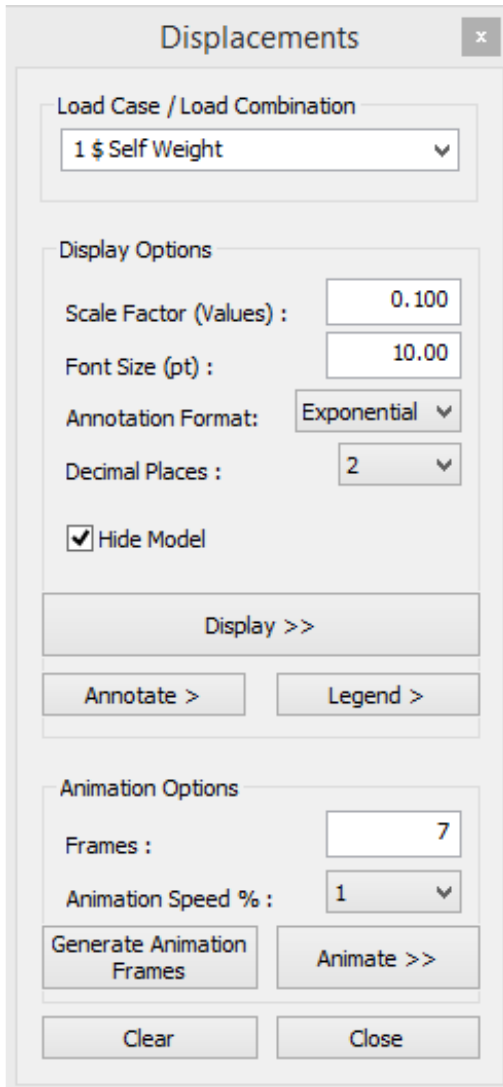 Displacements
x
Load Case / Load Combination
1 $ Self Weight
Display Options
Scale Factor (Values) : 0.100
Font Size (pt) : 10.00
Annotation Format: Exponential
Decimal Places : 2
Hide Model
Display >>
Annotate > Legend >
Animation Options
Frames : 7
Animation Speed % : 1
Generate Animation
Frames
Animate >>
Clear Close